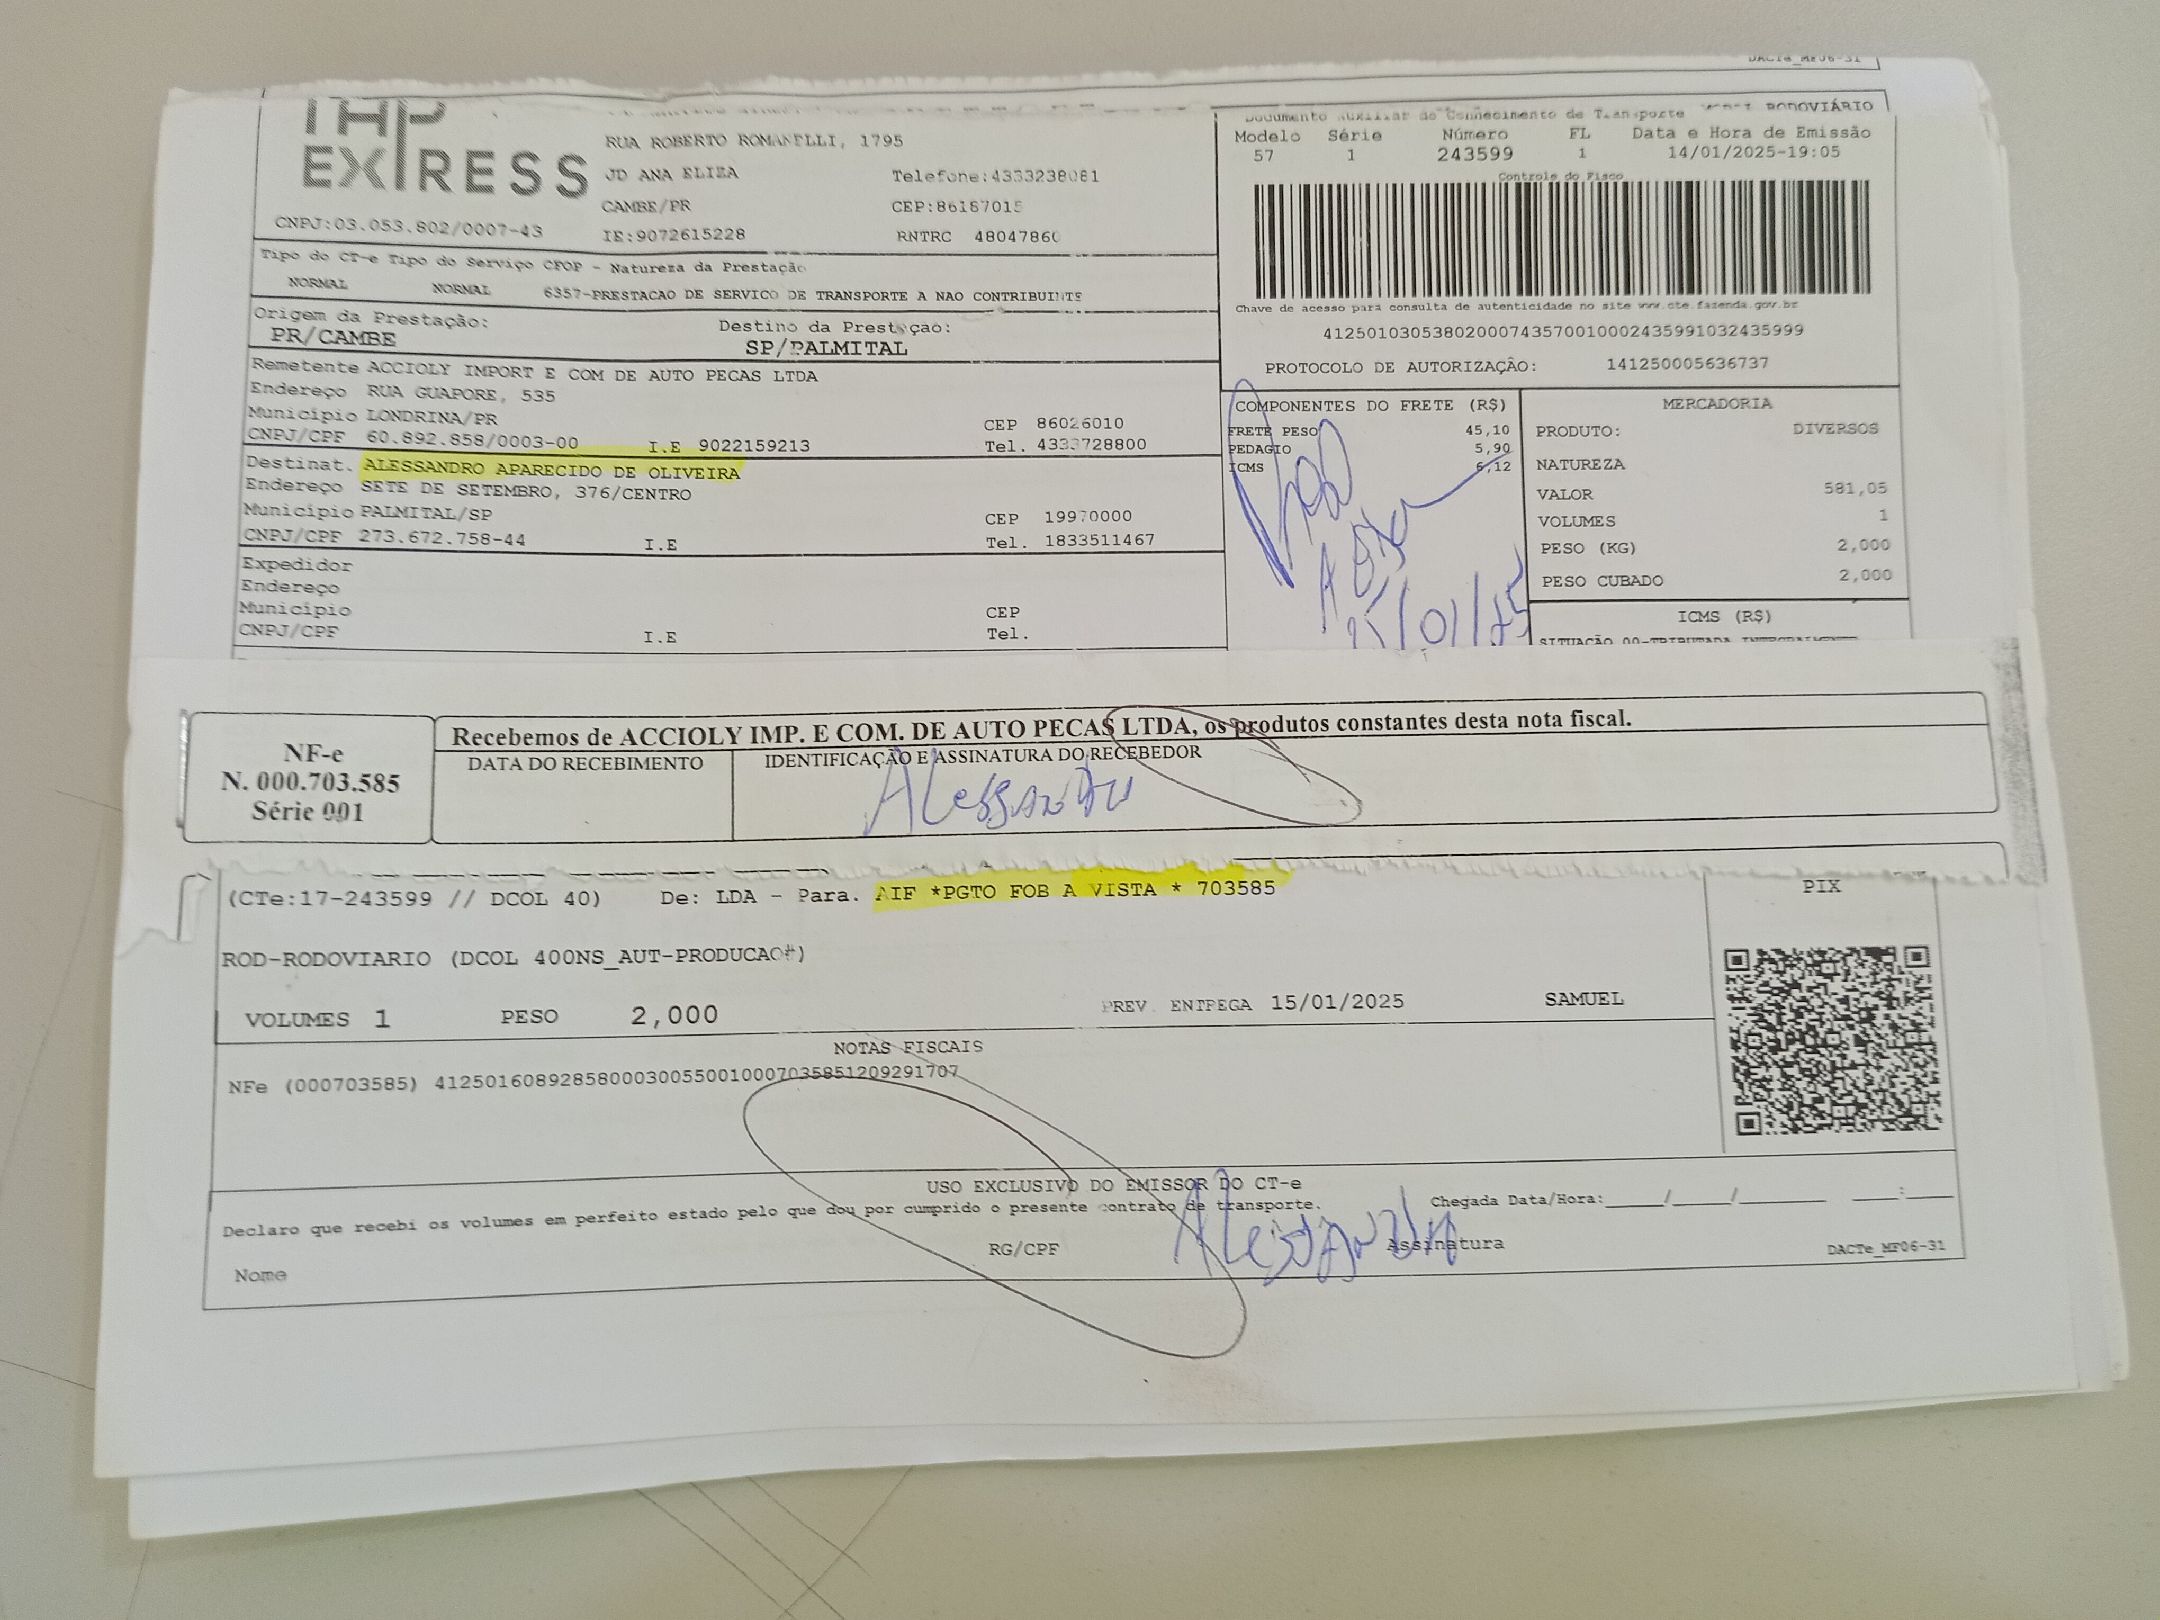 DACTe_MF06-31
THP
EXPRESS
RUA ROBERTO ROMANELLI, 1795
JD ANA ELIZA Telefone:4333238081
CAMBE/PR CEP:86187015
CNPJ:03.053.802/0007-43 IE:9072615228 RNTRC 48047860
Documento Auxiliar do Conhecimento de Transporte RODOVIÁRIO
Modelo Série Número FL Data e Hora de Emissão
57 1 243599 1 14/01/2025-19:05
Controle do Fisco
Chave de acesso para consulta de autenticidade no site www.cte.fazenda.gov.br
41250103053802000743570010002435991032435999
PROTOCOLO DE AUTORIZAÇÃO: 141250005636737
Tipo do CT-e Tipo do Serviço CFOP - Natureza da Prestação
NORMAL NORMAL 6357-PRESTACAO DE SERVICO DE TRANSPORTE A NAO CONTRIBUINTE
Origem da Prestação: Destino da Prestação:
PR/CAMBE SP/PALMITAL
Remetente ACCIOLY IMPORT E COM DE AUTO PECAS LTDA
Endereço RUA GUAPORE, 535
Município LONDRINA/PR CEP 86026010
CNPJ/CPF 60.892.858/0003-00 I.E 9022159213 Tel. 4333728800
Destinat. ALESSANDRO APARECIDO DE OLIVEIRA
Endereço SETE DE SETEMBRO, 376/CENTRO
Município PALMITAL/SP CEP 19970000
CNPJ/CPF 273.672.758-44 I.E Tel. 1833511467
Expedidor
Endereço
Município CEP
CNPJ/CPF I.E Tel.
COMPONENTES DO FRETE (R$)
FRETE PESO 45,10
PEDAGIO 5,90
ICMS 6,12
25/01/25
MERCADORIA
PRODUTO: DIVERSOS
NATUREZA
VALOR 581,05
VOLUMES 1
PESO (KG) 2,000
PESO CUBADO 2,000
ICMS (R$)
SITUAÇÃO 00-TRIBUTADA INTEGRALMENTE
NF-e
N. 000.703.585
Série 001
Recebemos de ACCIOLY IMP. E COM. DE AUTO PECAS LTDA, os produtos constantes desta nota fiscal.
DATA DO RECEBIMENTO IDENTIFICAÇÃO E ASSINATURA DO RECEBEDOR
Alessandro
(CTe:17-243599 // DCOL 40) De: LDA - Para. AIF *PGTO FOB A VISTA * 703585
PIX
ROD-RODOVIARIO (DCOL 400NS_AUT-PRODUCAO#)
VOLUMES 1 PESO 2,000 PREV. ENTREGA 15/01/2025 SAMUEL
NOTAS FISCAIS
NFe (000703585) 41250160892858000300550010007035851209291707
USO EXCLUSIVO DO EMISSOR DO CT-e
Declaro que recebi os volumes em perfeito estado pelo que dou por cumprido o presente contrato de transporte. Chegada Data/Hora:____/____/______ ___:___
Nome RG/CPF Alessandro Assinatura
DACTe_MF06-31